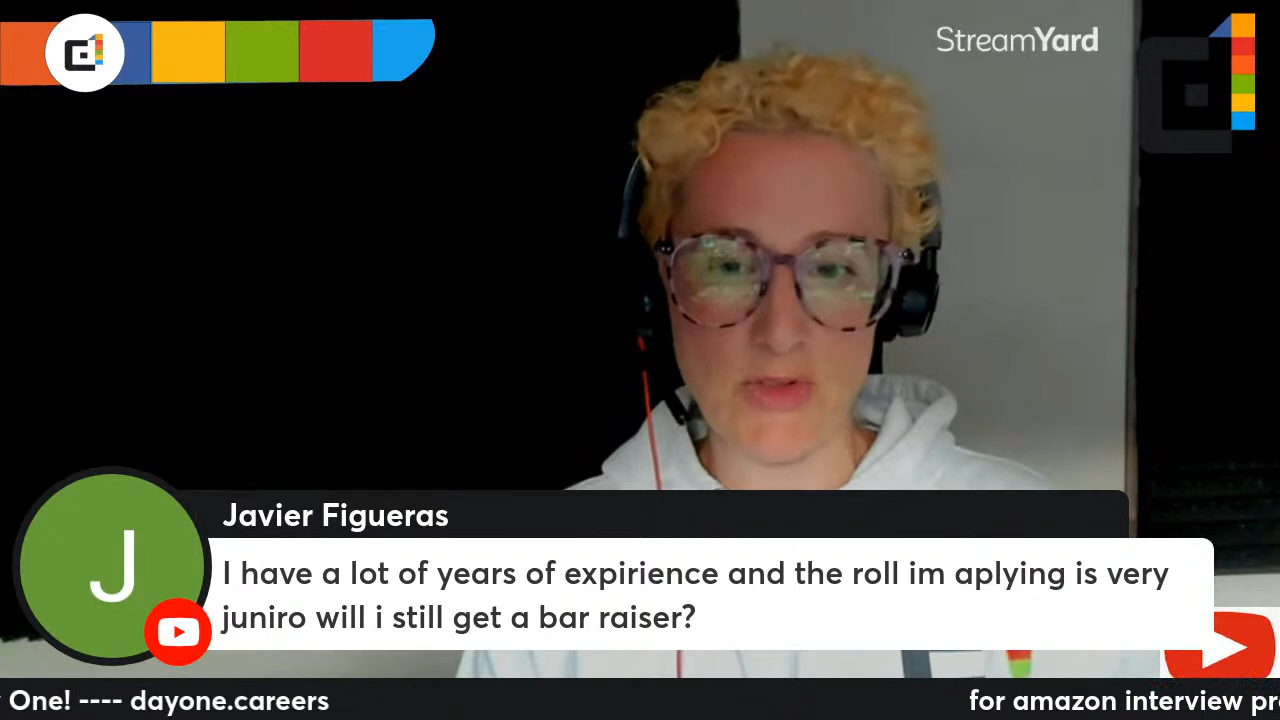 StreamYard
J
Javier Figueras
I have a lot of years of expirience and the roll im aplying is very
juniro will i still get a bar raiser?
One! ---- dayone.careers
for amazon interview